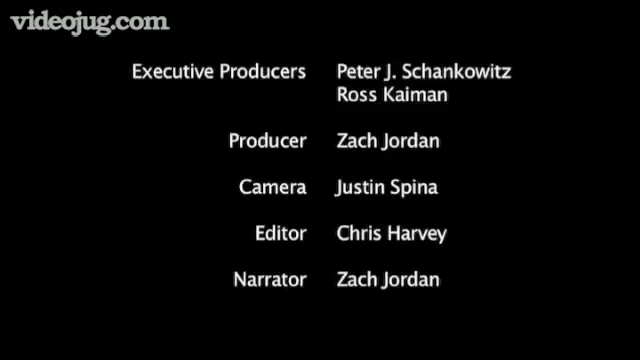 videojug.com
Executive Producers Peter J. Schankowitz
Ross Kaiman
Producer Zach Jordan
Camera Justin Spina
Editor Chris Harvey
Narrator Zach Jordan